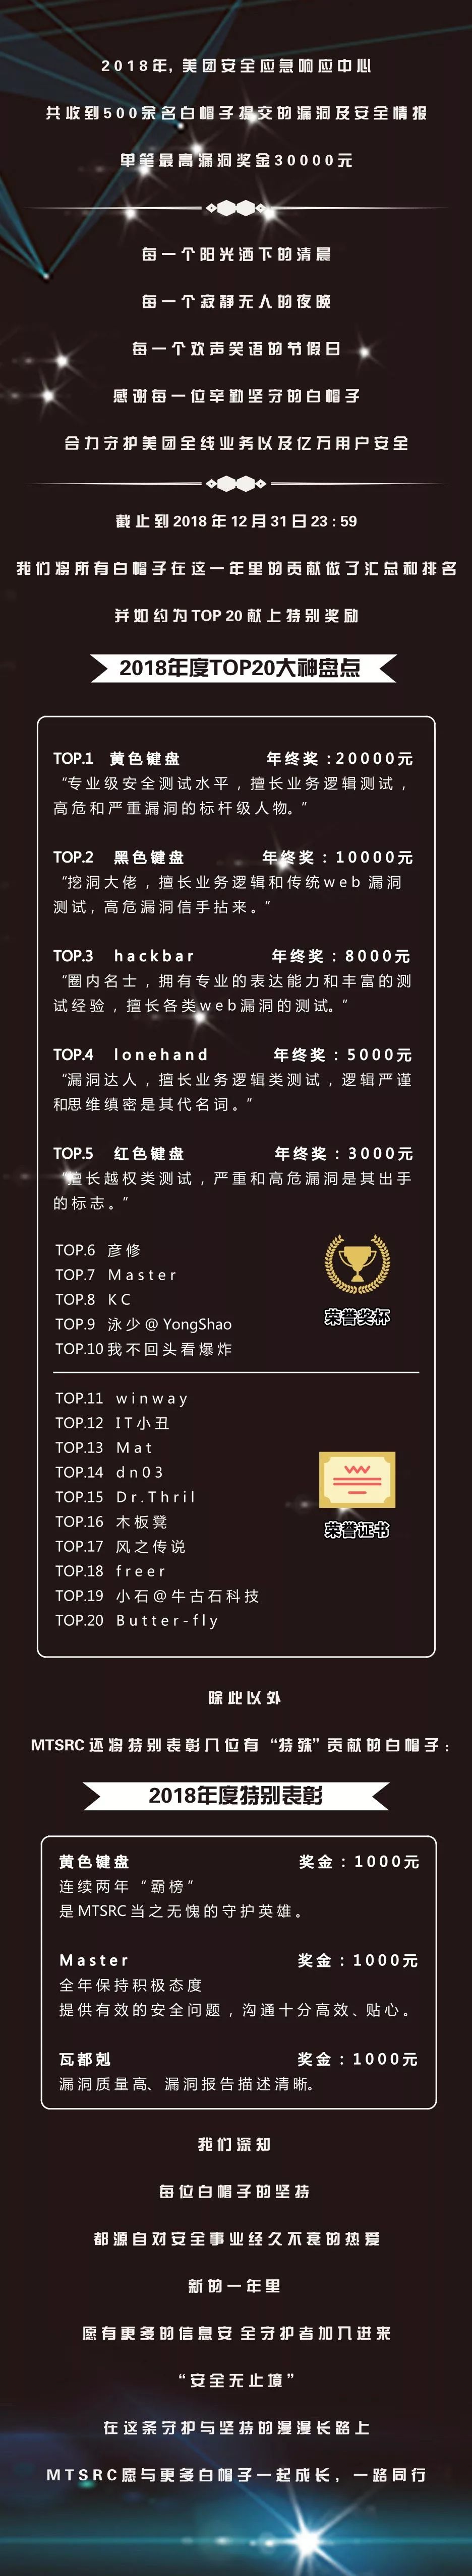 2018年，美团安全应急响应中心
共收到500余名白帽子提交的漏洞及安全情报
单笔最高漏洞奖金30000元
每一个阳光洒下的清晨
每一个寂静无人的夜晚
每一个欢声笑语的节假日
感谢每一位辛勤坚守的白帽子
合力守护美团全线业务以及亿万用户安全
截止到2018年12月31日23:59
我们将所有白帽子在这一年里的贡献做了汇总和排名
并如约为TOP 20献上特别奖励
2018年度TOP20大神盘点
TOP.1 黄色键盘 年终奖：20000元
“专业级安全测试水平，擅长业务逻辑测试，
高危和严重漏洞的标杆级人物。”
TOP.2 黑色键盘 年终奖：10000元
“挖洞大佬，擅长业务逻辑和传统web漏洞
测试，高危漏洞信手拈来。”
TOP.3 hackbar 年终奖：8000元
“圈内名士，拥有专业的表达能力和丰富的测
试经验，擅长各类web漏洞的测试。”
TOP.4 lonehand 年终奖：5000元
“漏洞达人，擅长业务逻辑类测试，逻辑严谨
和思维缜密是其代名词。”
TOP.5 红色键盘 年终奖：3000元
“擅长越权类测试，严重和高危漏洞是其出手
的标志。”
TOP.6 彦修
TOP.7 Master
TOP.8 KC
TOP.9 泳少@YongShao
TOP.10 我不回头看爆炸
荣誉奖杯
TOP.11 winway
TOP.12 IT小丑
TOP.13 Mat
TOP.14 dn03
TOP.15 Dr.Thril
TOP.16 木板凳
TOP.17 风之传说
TOP.18 freer
TOP.19 小石@牛古石科技
TOP.20 Butter-fly
荣誉证书
除此以外
MTSRC还将特别表彰几位有“特殊”贡献的白帽子：
2018年度特别表彰
黄色键盘 奖金：1000元
连续两年“霸榜”
是MTSRC当之无愧的守护英雄。
Master 奖金：1000元
全年保持积极态度
提供有效的安全问题，沟通十分高效、贴心。
瓦都剋 奖金：1000元
漏洞质量高、漏洞报告描述清晰。
我们深知
每位白帽子的坚持
都源自对安全事业经久不衰的热爱
新的一年里
愿有更多的信息安全守护者加入进来
“安全无止境”
在这条守护与坚持的漫漫长路上
MTSRC愿与更多白帽子一起成长，一路同行